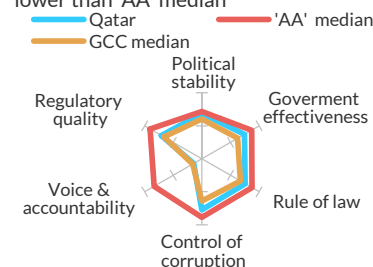 lower than 'AA' median
Qatar
'AA' median
GCC median
Political
stability
Goverment
effectiveness
Rule of law
Control of
corruption
Voice &
accountability
Regulatory
quality